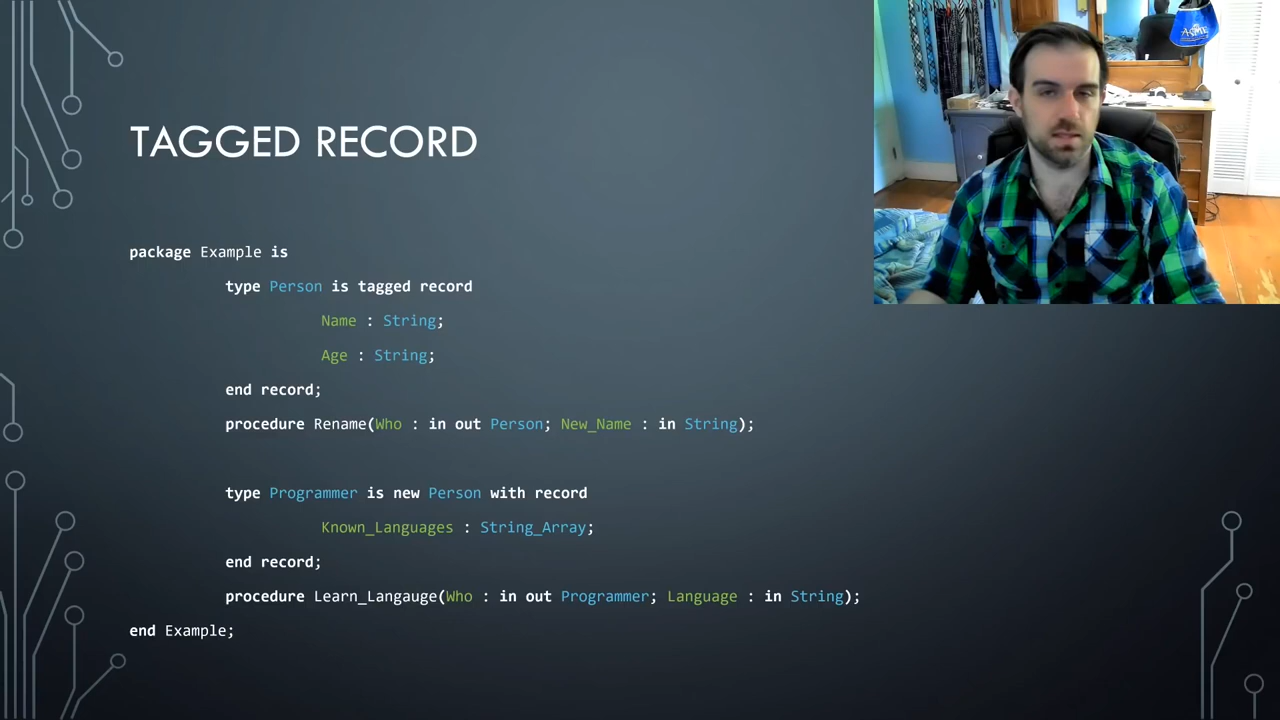 TAGGED RECORD
package Example is
type Person is tagged record
Name : String;
Age : String;
end record;
procedure Rename(Who : in out Person; New_Name : in String);
type Programmer is new Person with record
Known_Languages : String_Array;
end record;
procedure Learn_Langauge(Who : in out Programmer; Language : in String);
end Example;
ASME